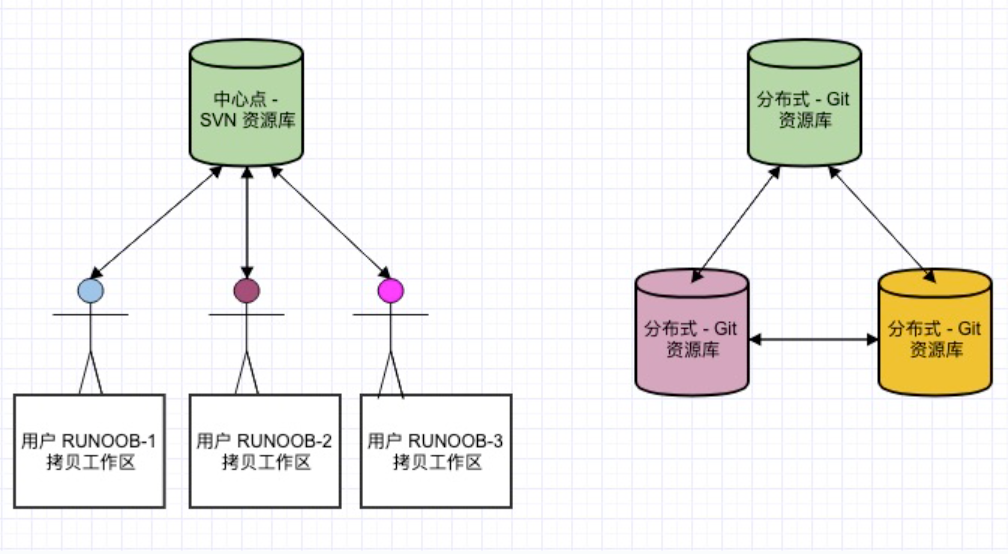 中心点 -
SVN 资源库
分布式 - Git
资源库
分布式 - Git
资源库
分布式 - Git
资源库
用户 RUNOOB-1
拷贝工作区
用户 RUNOOB-2
拷贝工作区
用户 RUNOOB-3
拷贝工作区